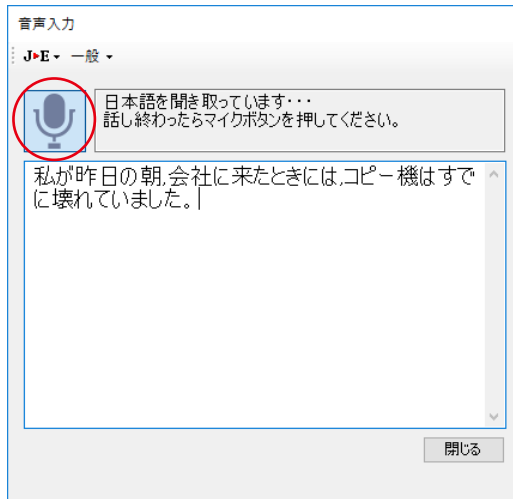 音声入力
J▶E▾ 一般 ▾
日本語を聞き取っています・・・
話し終わったらマイクボタンを押してください。
私が昨日の朝,会社に来たときには,コピー機はすで
に壊れていました。
閉じる